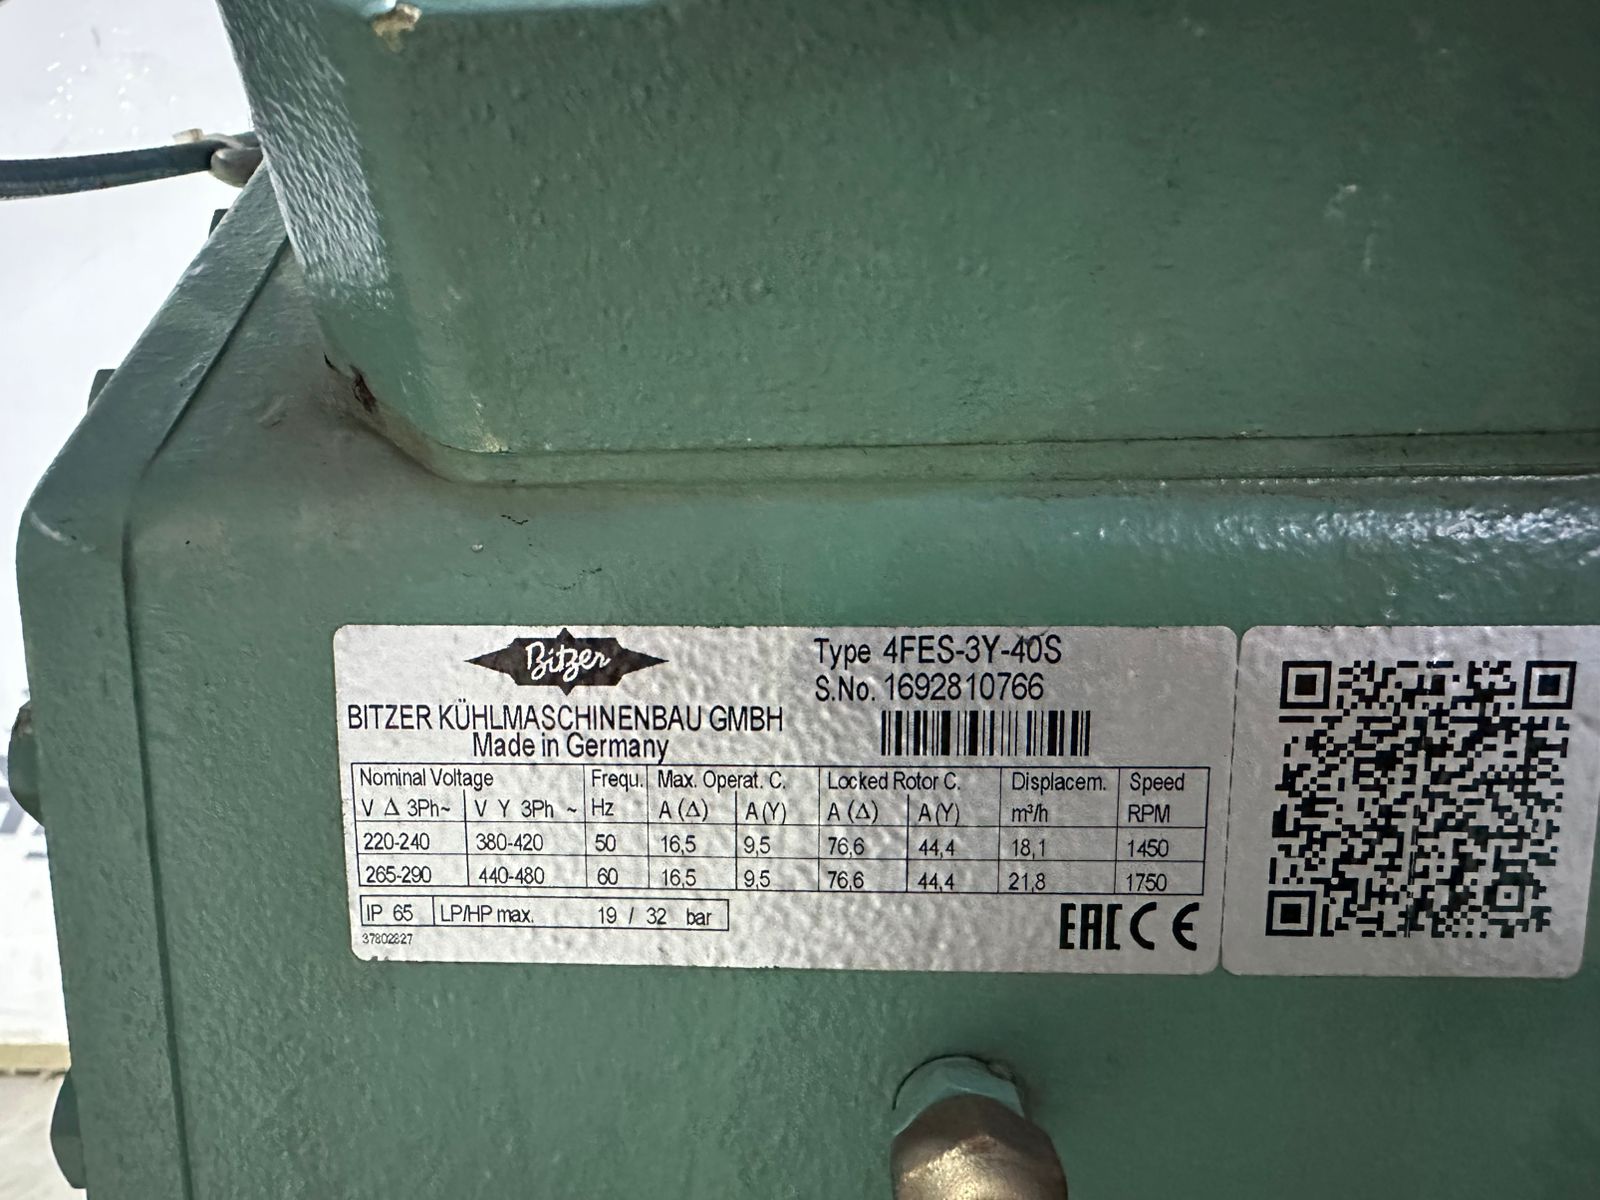 Bitzer
BITZER KÜHLMASCHINENBAU GMBH
Made in Germany
Type 4FES-3Y-40S
S.No. 1692810766
Nominal Voltage Frequ. Max. Operat. C. Locked Rotor C. Displacem. Speed
V Δ 3Ph~ V Y 3Ph ~ Hz A (Δ) A (Y) A (Δ) A (Y) m³/h RPM
220-240 380-420 50 16,5 9,5 76,6 44,4 18,1 1450
265-290 440-480 60 16,5 9,5 76,6 44,4 21,8 1750
IP 65 LP/HP max. 19 / 32 bar
37802827
EAC CE